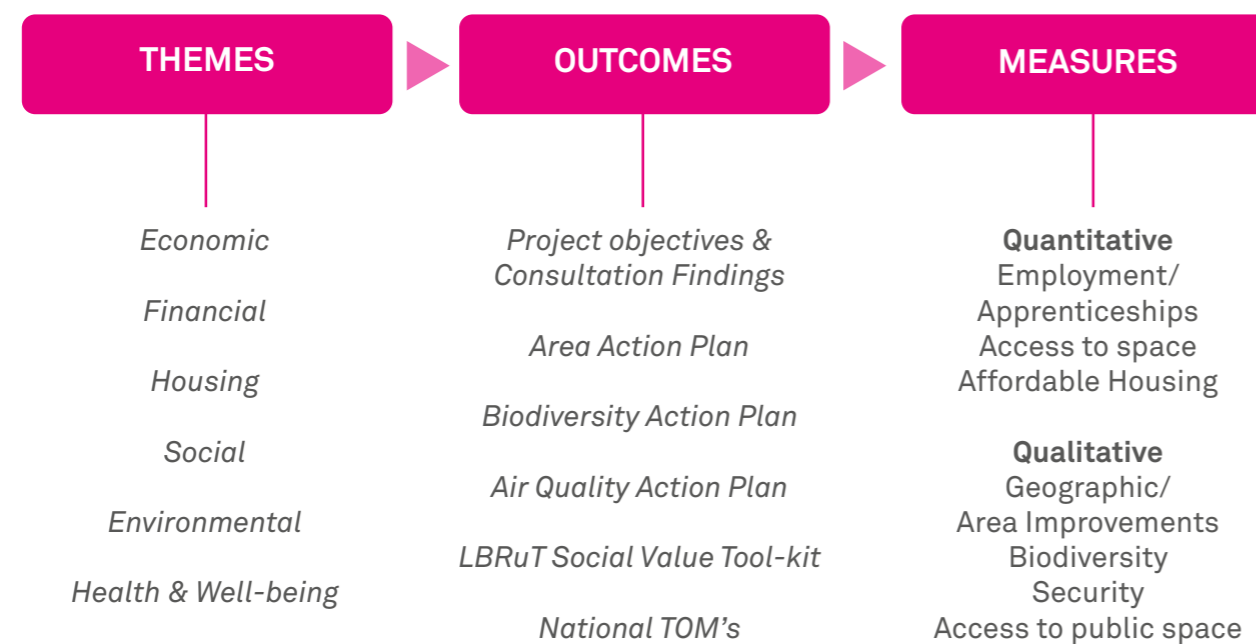 THEMES
OUTCOMES
MEASURES
Economic
Financial
Housing
Social
Environmental
Health & Well-being
Project objectives &
Consultation Findings
Area Action Plan
Biodiversity Action Plan
Air Quality Action Plan
LBRuT Social Value Tool-kit
National TOM's
Quantitative
Employment/
Apprenticeships
Access to space
Affordable Housing
Qualitative
Geographic/
Area Improvements
Biodiversity
Security
Access to public space